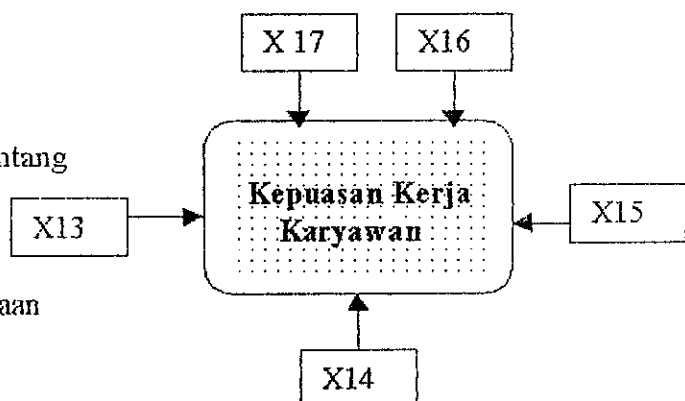 X 17 X16
ntang
Kepuasan Kerja
X13 X15
Karyawan
aan
X14